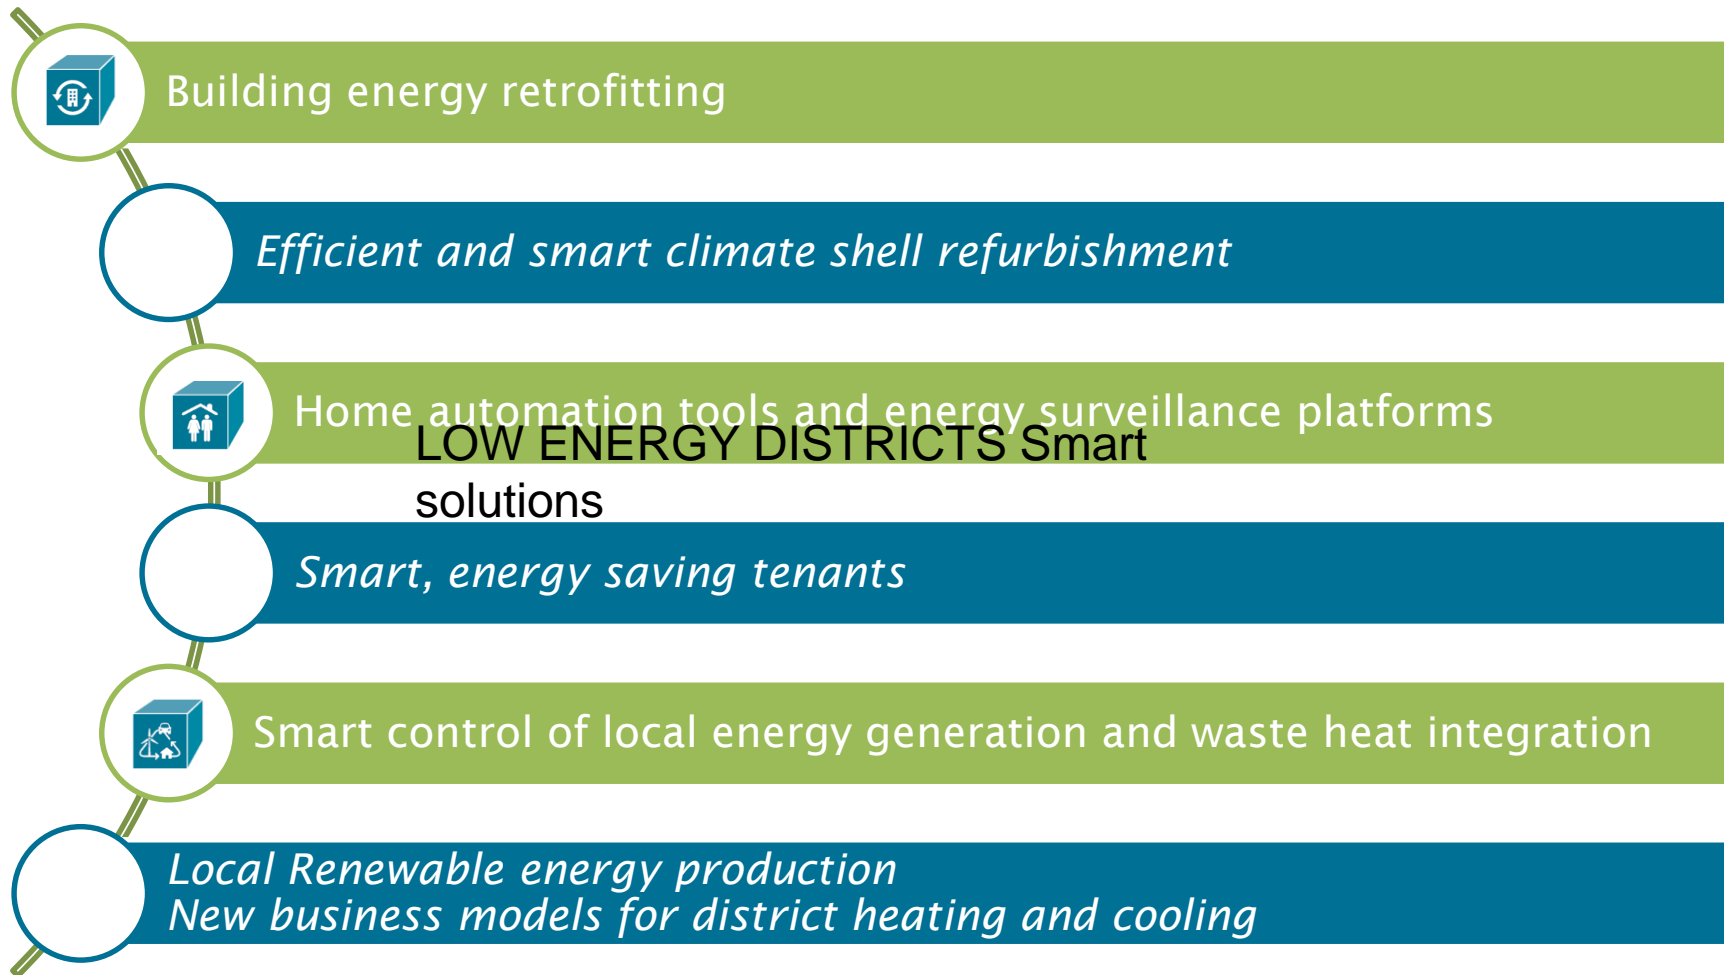 Building energy retrofitting
Efficient and smart climate shell refurbishment
Home automation tools and energy surveillance platforms
LOW ENERGY DISTRICTS Smart
solutions
Smart, energy saving tenants
Smart control of local energy generation and waste heat integration
Local Renewable energy production
New business models for district heating and cooling